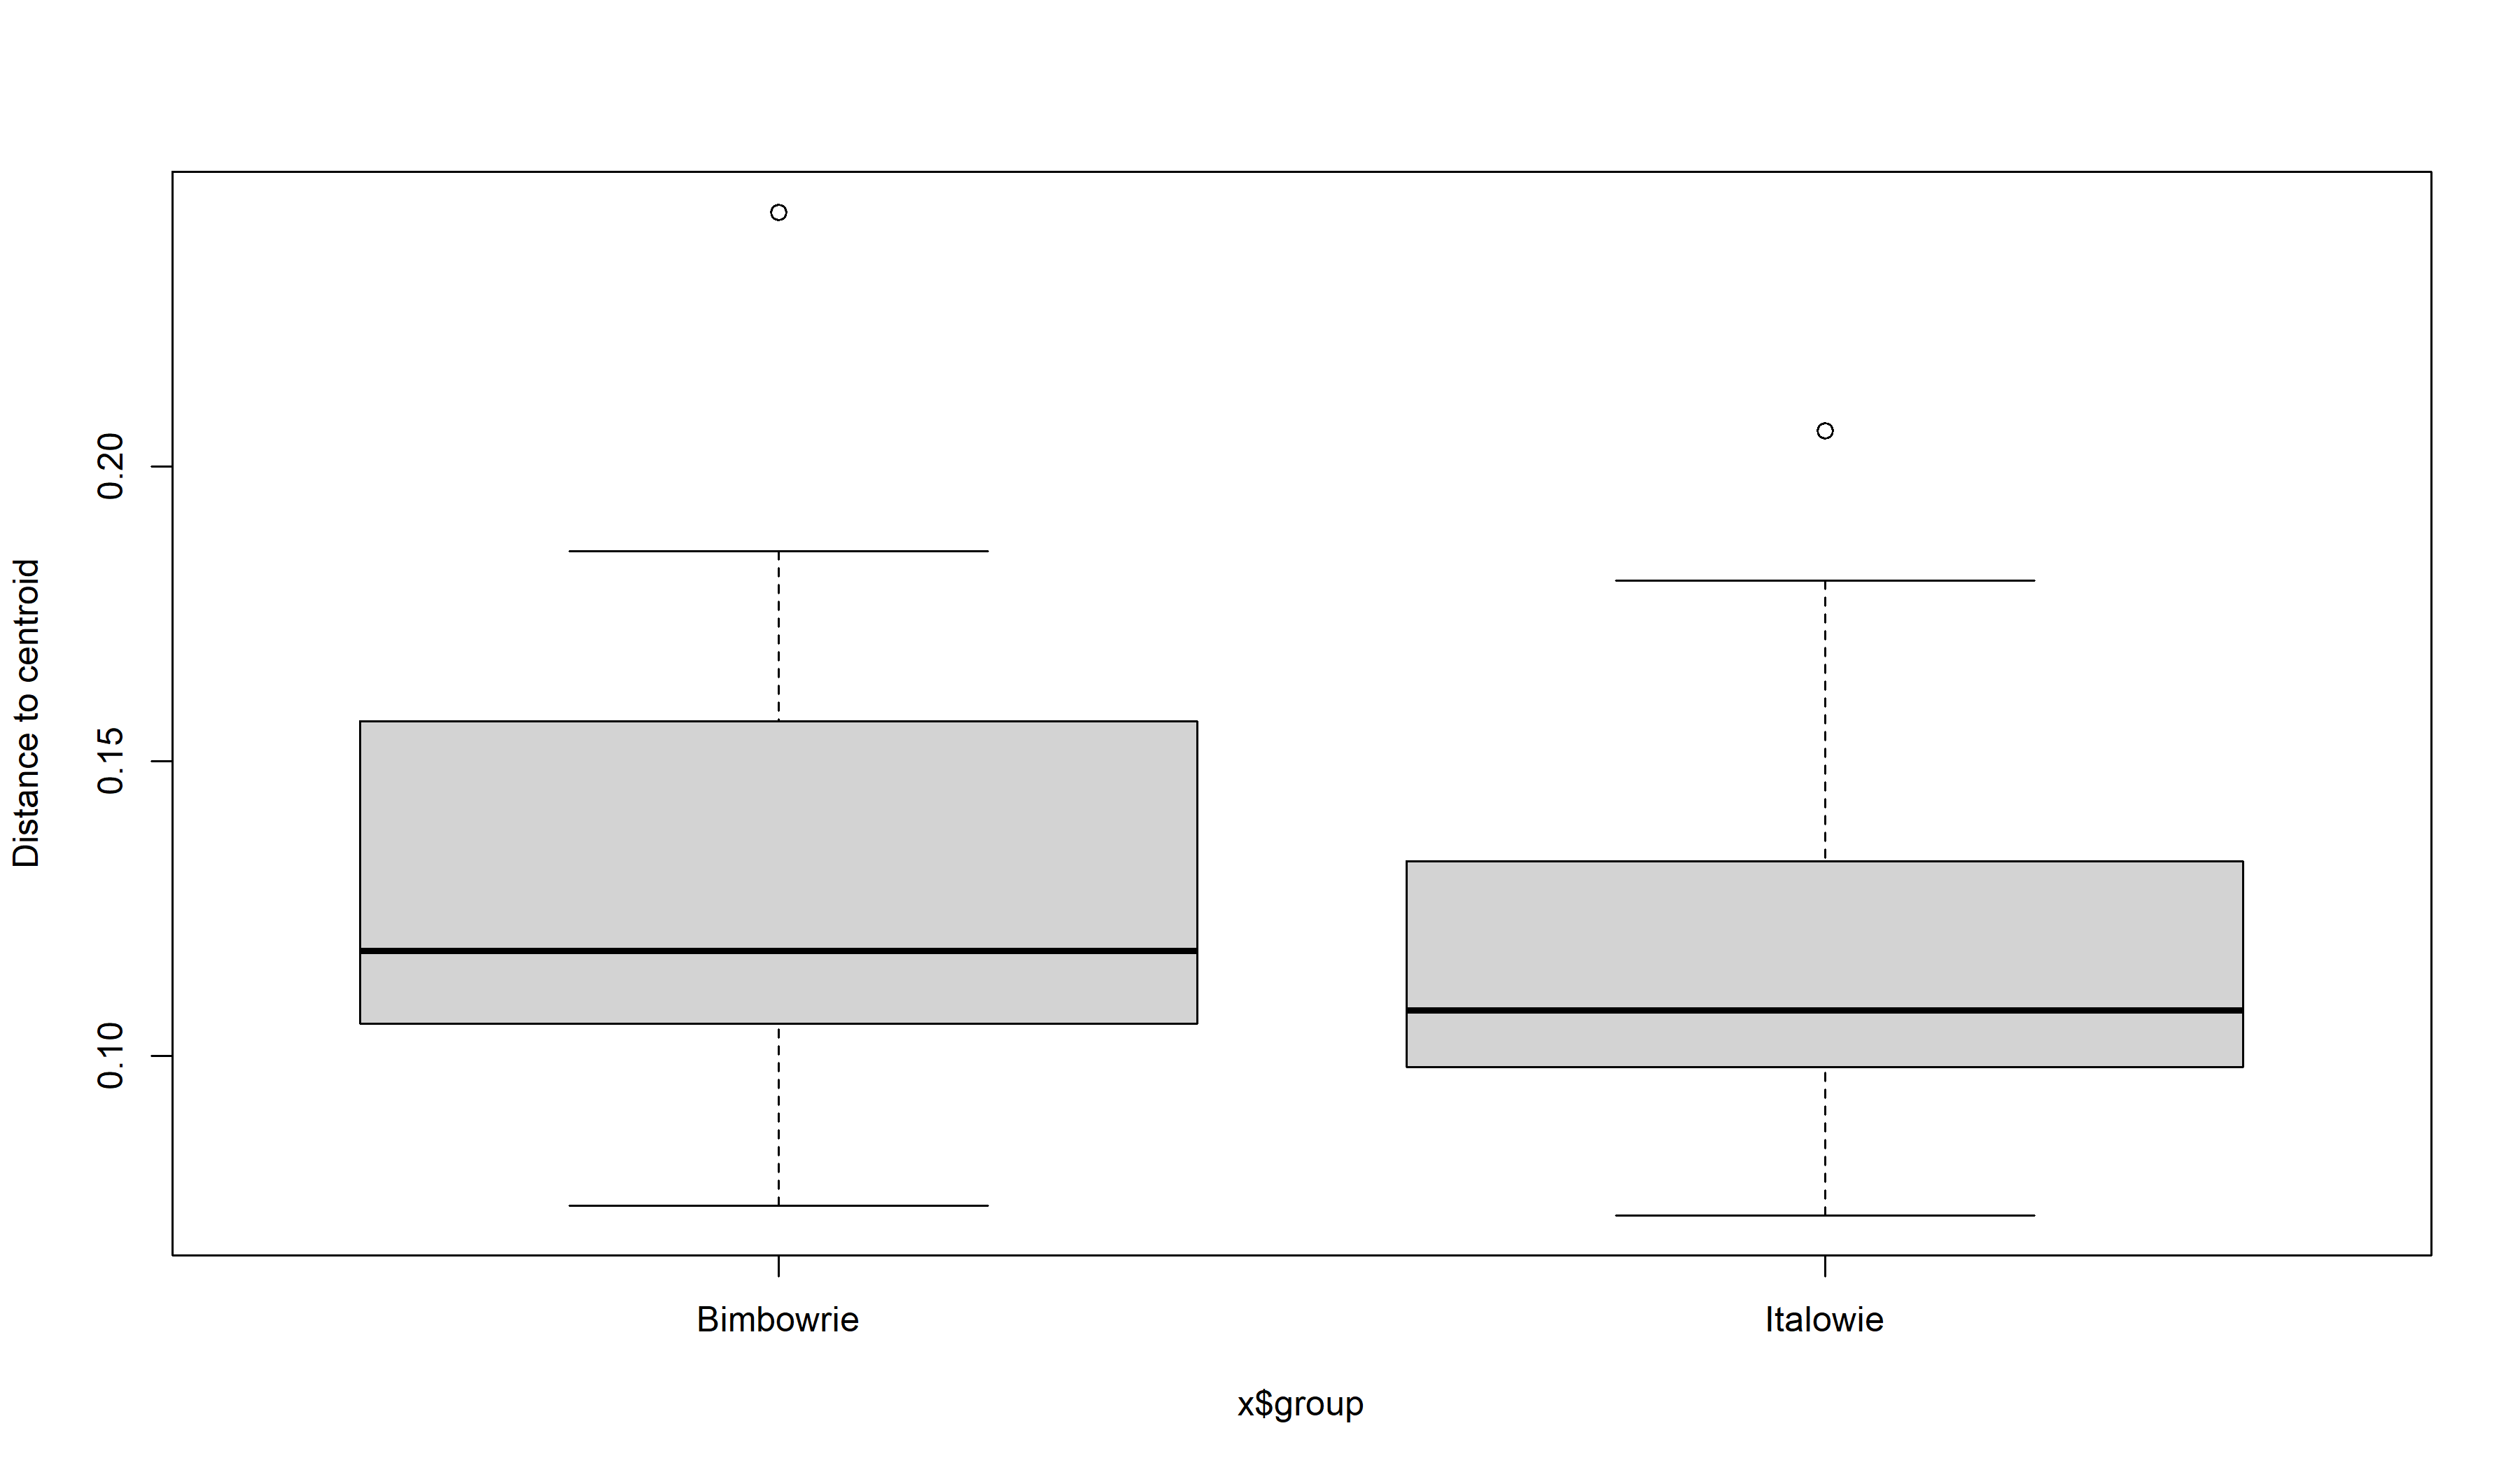 Distance to centroid
0.20
0.15
0.10
Bimbowrie
Italowie
x$group